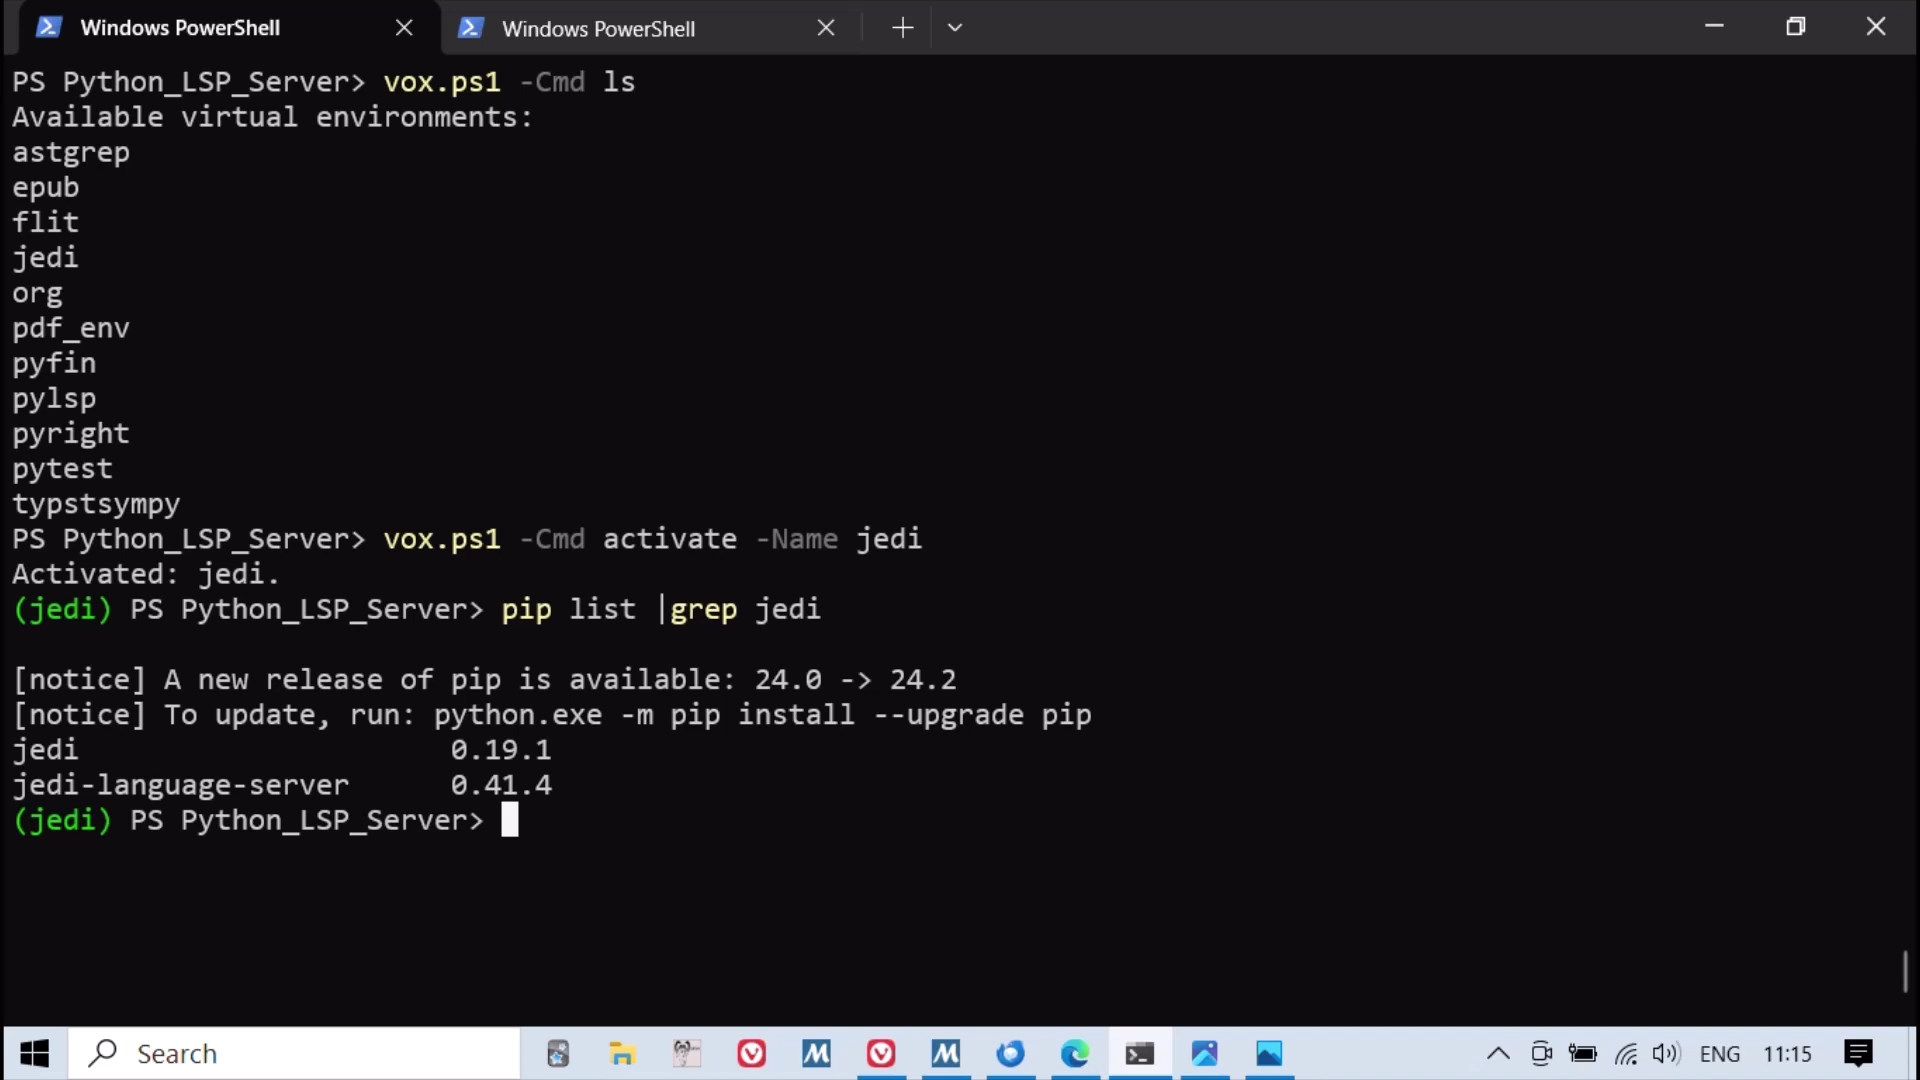 Windows PowerShell
Windows PowerShell
PS Python_LSP_Server> vox.ps1 -Cmd ls
Available virtual environments:
astgrep
epub
flit
jedi
org
pdf_env
pyfin
pylsp
pyright
pytest
typstsympy
PS Python_LSP_Server> vox.ps1 -Cmd activate -Name jedi
Activated: jedi.
(jedi) PS Python_LSP_Server> pip list |grep jedi
[notice] A new release of pip is available: 24.0 -> 24.2
[notice] To update, run: python.exe -m pip install --upgrade pip
jedi 0.19.1
jedi-language-server 0.41.4
(jedi) PS Python_LSP_Server>
Search
ENG 11:15